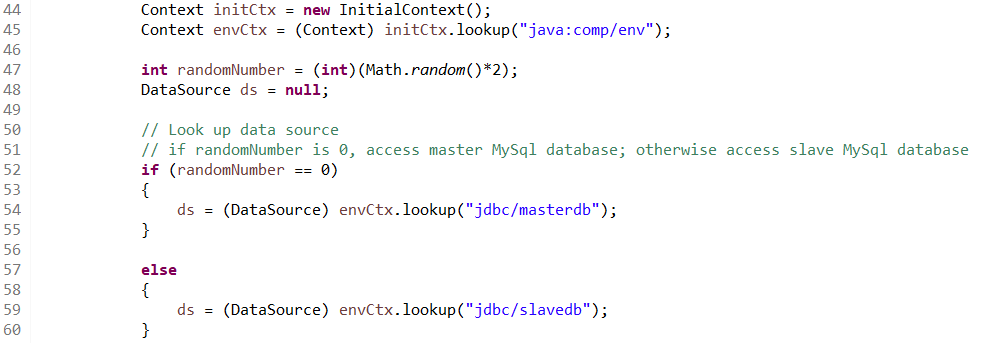 44 Context initCtx = new InitialContext();
45 Context envCtx = (Context) initCtx.lookup("java:comp/env");
46
47 int randomNumber = (int)(Math.random()*2);
48 DataSource ds = null;
49
50 // Look up data source
51 // if randomNumber is 0, access master MySql database; otherwise access slave MySql database
52 if (randomNumber == 0)
53 {
54 ds = (DataSource) envCtx.lookup("jdbc/masterdb");
55 }
56
57 else
58 {
59 ds = (DataSource) envCtx.lookup("jdbc/slavedb");
60 }